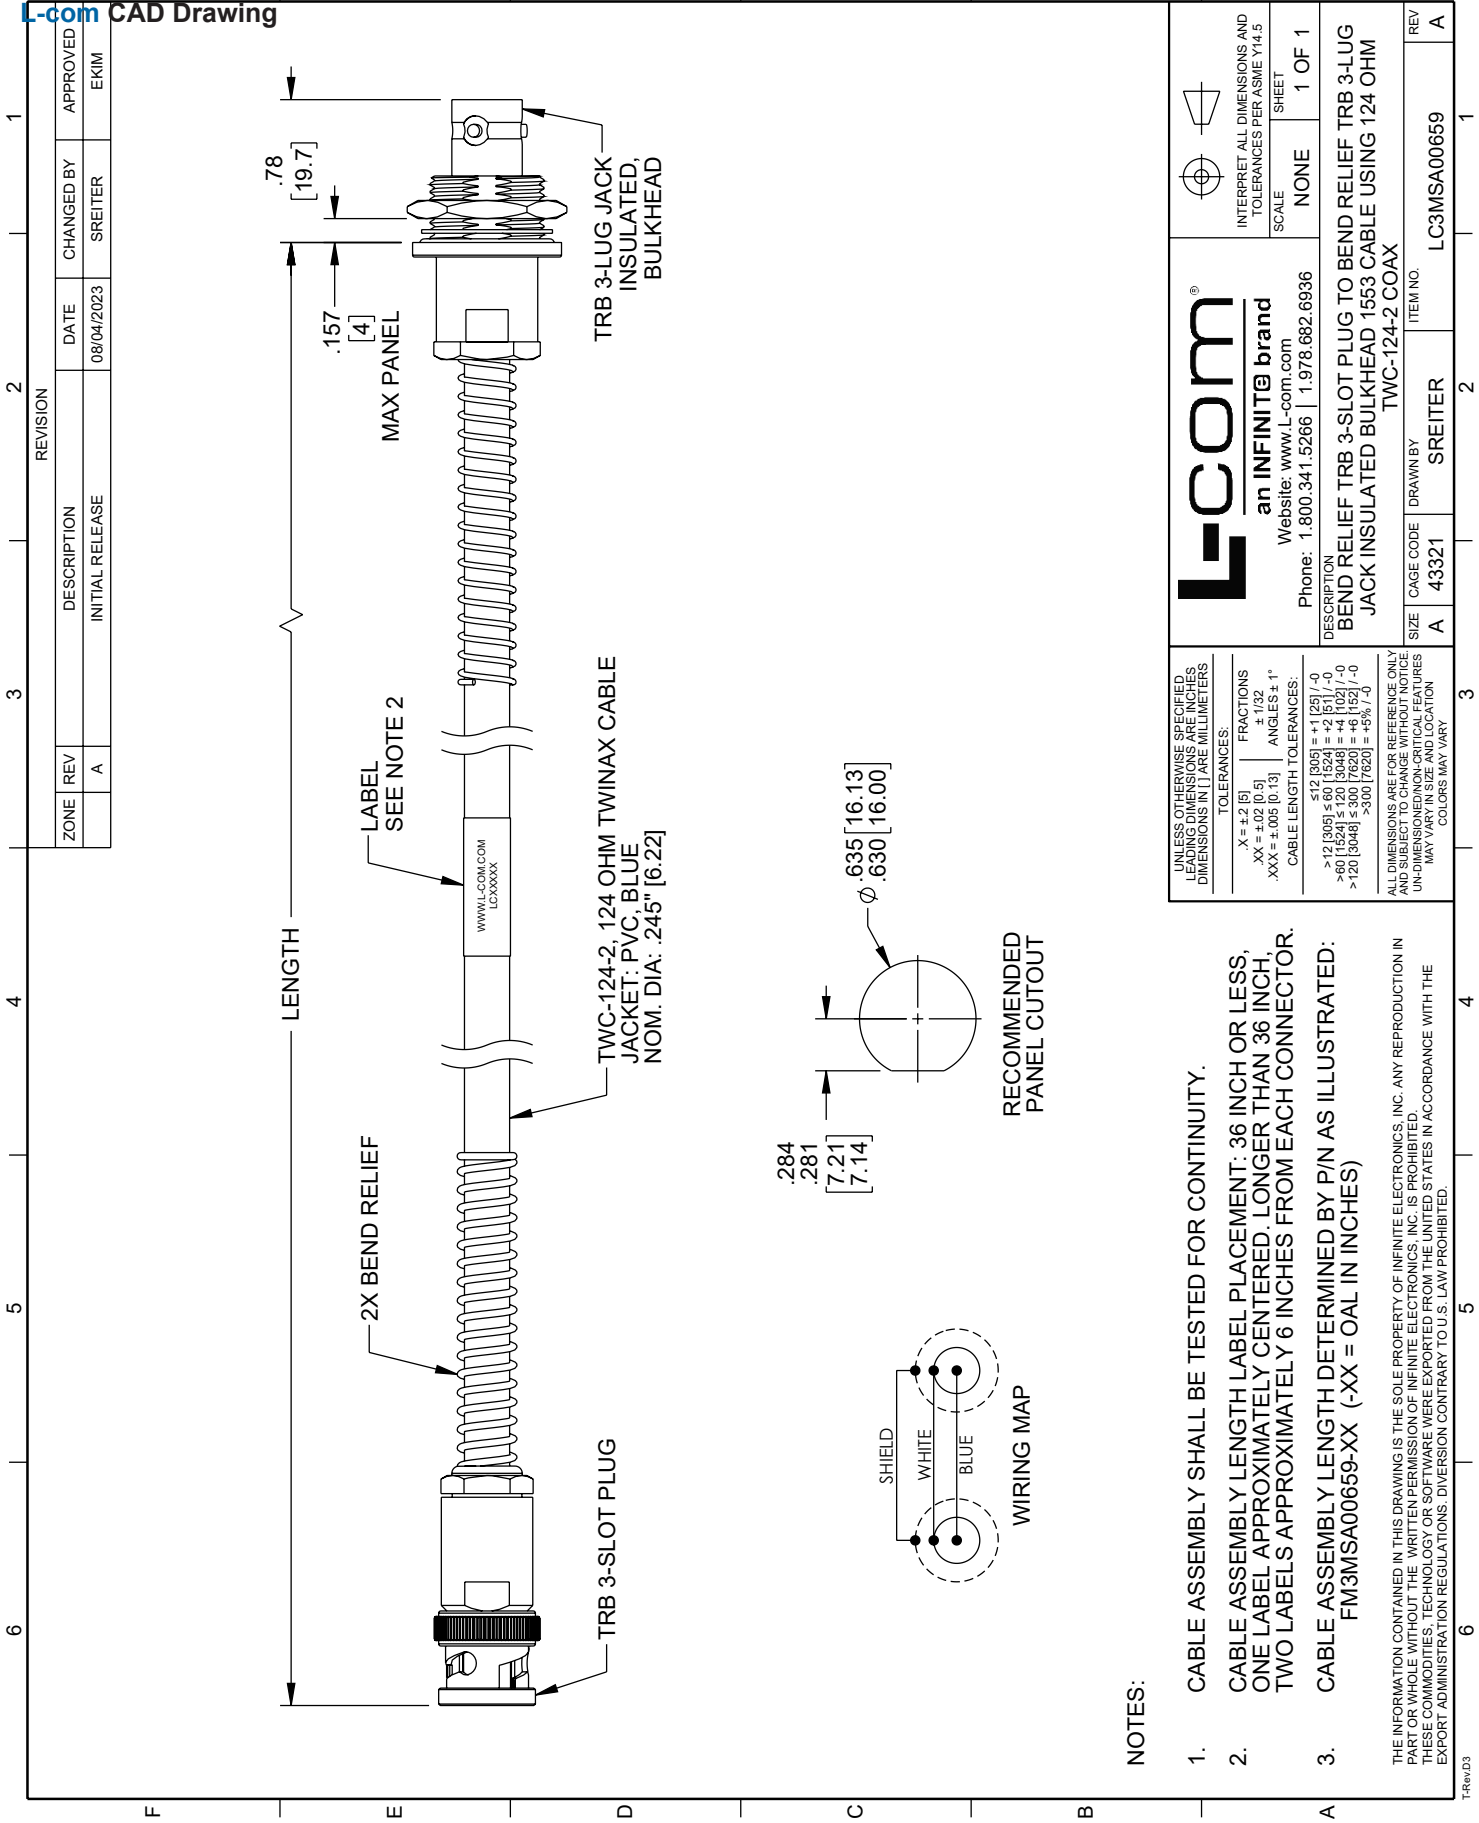 L-com CAD Drawing
REVISION
ZONE REV DESCRIPTION DATE CHANGED BY APPROVED
A INITIAL RELEASE 08/04/2023 SREITER EKIM
6 5 4 3 2 1
F
E
D
C
B
A
LENGTH
.78
[19.7]
.157
[4]
MAX PANEL
2X BEND RELIEF
LABEL
SEE NOTE 2
WWW.L-COM.COM
LCXXXXX
TRB 3-SLOT PLUG
TWC-124-2, 124 OHM TWINAX CABLE
JACKET: PVC, BLUE
NOM. DIA: .245" [6.22]
TRB 3-LUG JACK
INSULATED,
BULKHEAD
SHIELD
WHITE
BLUE
WIRING MAP
.284
.281
[7.21]
[7.14]
Ø .635 [16.13]
.630 [16.00]
RECOMMENDED
PANEL CUTOUT
NOTES:
1. CABLE ASSEMBLY SHALL BE TESTED FOR CONTINUITY.
2. CABLE ASSEMBLY LENGTH LABEL PLACEMENT: 36 INCH OR LESS,
ONE LABEL APPROXIMATELY CENTERED. LONGER THAN 36 INCH,
TWO LABELS APPROXIMATELY 6 INCHES FROM EACH CONNECTOR.
3. CABLE ASSEMBLY LENGTH DETERMINED BY P/N AS ILLUSTRATED:
FM3MSA00659-XX (-XX = OAL IN INCHES)
THE INFORMATION CONTAINED IN THIS DRAWING IS THE SOLE PROPERTY OF INFINITE ELECTRONICS, INC. ANY REPRODUCTION IN
PART OR WHOLE WITHOUT THE WRITTEN PERMISSION OF INFINITE ELECTRONICS, INC. IS PROHIBITED.
THESE COMMODITIES, TECHNOLOGY OR SOFTWARE WERE EXPORTED FROM THE UNITED STATES IN ACCORDANCE WITH THE
EXPORT ADMINISTRATION REGULATIONS. DIVERSION CONTRARY TO U.S. LAW PROHIBITED.
UNLESS OTHERWISE SPECIFIED
LEADING DIMENSIONS ARE INCHES
DIMENSIONS IN [ ] ARE MILLIMETERS
TOLERANCES:
.X = ±.2 [5] FRACTIONS
.XX = ±.02 [0.5] ± 1/32
.XXX = ±.005 [0.13] ANGLES ± 1°
CABLE LENGTH TOLERANCES:
≤12 [305] = +1 [25] / -0
>12 [305] ≤ 60 [1524] = +2 [51] / -0
>60 [1524] ≤ 120 [3048] = +4 [102] / -0
>120 [3048] ≤ 300 [7620] = +6 [152] / -0
>300 [7620] = +5% / -0
ALL DIMENSIONS ARE FOR REFERENCE ONLY
AND SUBJECT TO CHANGE WITHOUT NOTICE.
UN-DIMENSIONED/NON-CRITICAL FEATURES
MAY VARY IN SIZE AND LOCATION
COLORS MAY VARY
L-com®
an INFINITE brand
Website: www.L-com.com
Phone: 1.800.341.5266 | 1.978.682.6936
INTERPRET ALL DIMENSIONS AND
TOLERANCES PER ASME Y14.5
SCALE NONE
SHEET 1 OF 1
DESCRIPTION
BEND RELIEF TRB 3-SLOT PLUG TO BEND RELIEF TRB 3-LUG
JACK INSULATED BULKHEAD 1553 CABLE USING 124 OHM
TWC-124-2 COAX
SIZE A
CAGE CODE 43321
DRAWN BY SREITER
ITEM NO. LC3MSA00659
REV A
6 5 4 3 2 1
T-Rev.D3